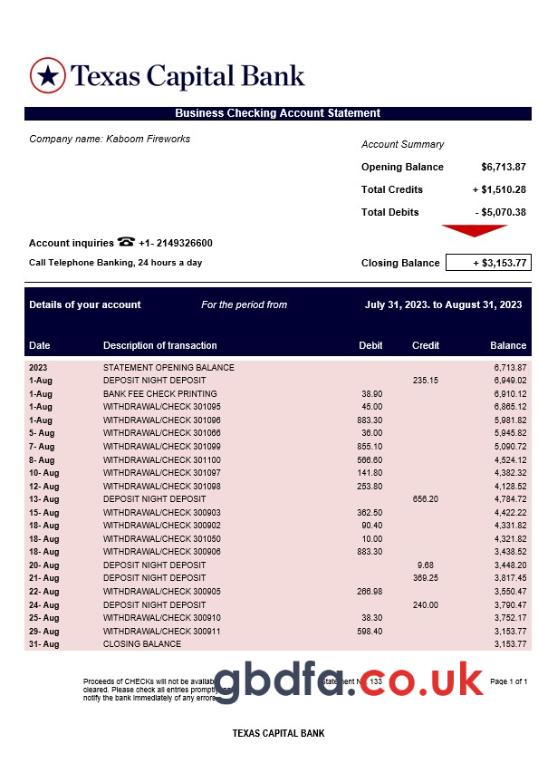 Texas Capital Bank
Business Checking Account Statement
Company name: Kaboom Fireworks
Account Summary
Opening Balance $6,713.87
Total Credits + $1,510.28
Total Debits - $5,070.38
Account inquiries ☎ +1- 2149326600
Call Telephone Banking, 24 hours a day
Closing Balance + $3,153.77
Details of your account For the period from July 31, 2023. to August 31, 2023
Date Description of transaction Debit Credit Balance
2023 STATEMENT OPENING BALANCE 6,713.87
1-Aug DEPOSIT NIGHT DEPOSIT 235.15 6,949.02
1-Aug BANK FEE CHECK PRINTING 38.90 6,910.12
1-Aug WITHDRAWAL/CHECK 301095 45.00 6,865.12
1-Aug WITHDRAWAL/CHECK 301096 883.30 5,981.82
5- Aug WITHDRAWAL/CHECK 301066 36.00 5,945.82
7- Aug WITHDRAWAL/CHECK 301099 855.10 5,090.72
8- Aug WITHDRAWAL/CHECK 301100 566.60 4,524.12
10- Aug WITHDRAWAL/CHECK 301097 141.80 4,382.32
12- Aug WITHDRAWAL/CHECK 301098 253.80 4,128.52
13- Aug DEPOSIT NIGHT DEPOSIT 656.20 4,784.72
15- Aug WITHDRAWAL/CHECK 300903 362.50 4,422.22
18- Aug WITHDRAWAL/CHECK 300902 90.40 4,331.82
18- Aug WITHDRAWAL/CHECK 301050 10.00 4,321.82
18- Aug WITHDRAWAL/CHECK 300906 883.30 3,438.52
20- Aug DEPOSIT NIGHT DEPOSIT 9.68 3,448.20
21- Aug DEPOSIT NIGHT DEPOSIT 369.25 3,817.45
22- Aug WITHDRAWAL/CHECK 300905 266.98 3,550.47
24- Aug DEPOSIT NIGHT DEPOSIT 240.00 3,790.47
25- Aug WITHDRAWAL/CHECK 300910 38.30 3,752.17
29- Aug WITHDRAWAL/CHECK 300911 598.40 3,153.77
31- Aug CLOSING BALANCE 3,153.77
Proceeds of CHECKs will not be 133 Page 1 of 1
cleared. Please check all entries
notify the bank immediately of any errors
gbdfa.co.uk
TEXAS CAPITAL BANK